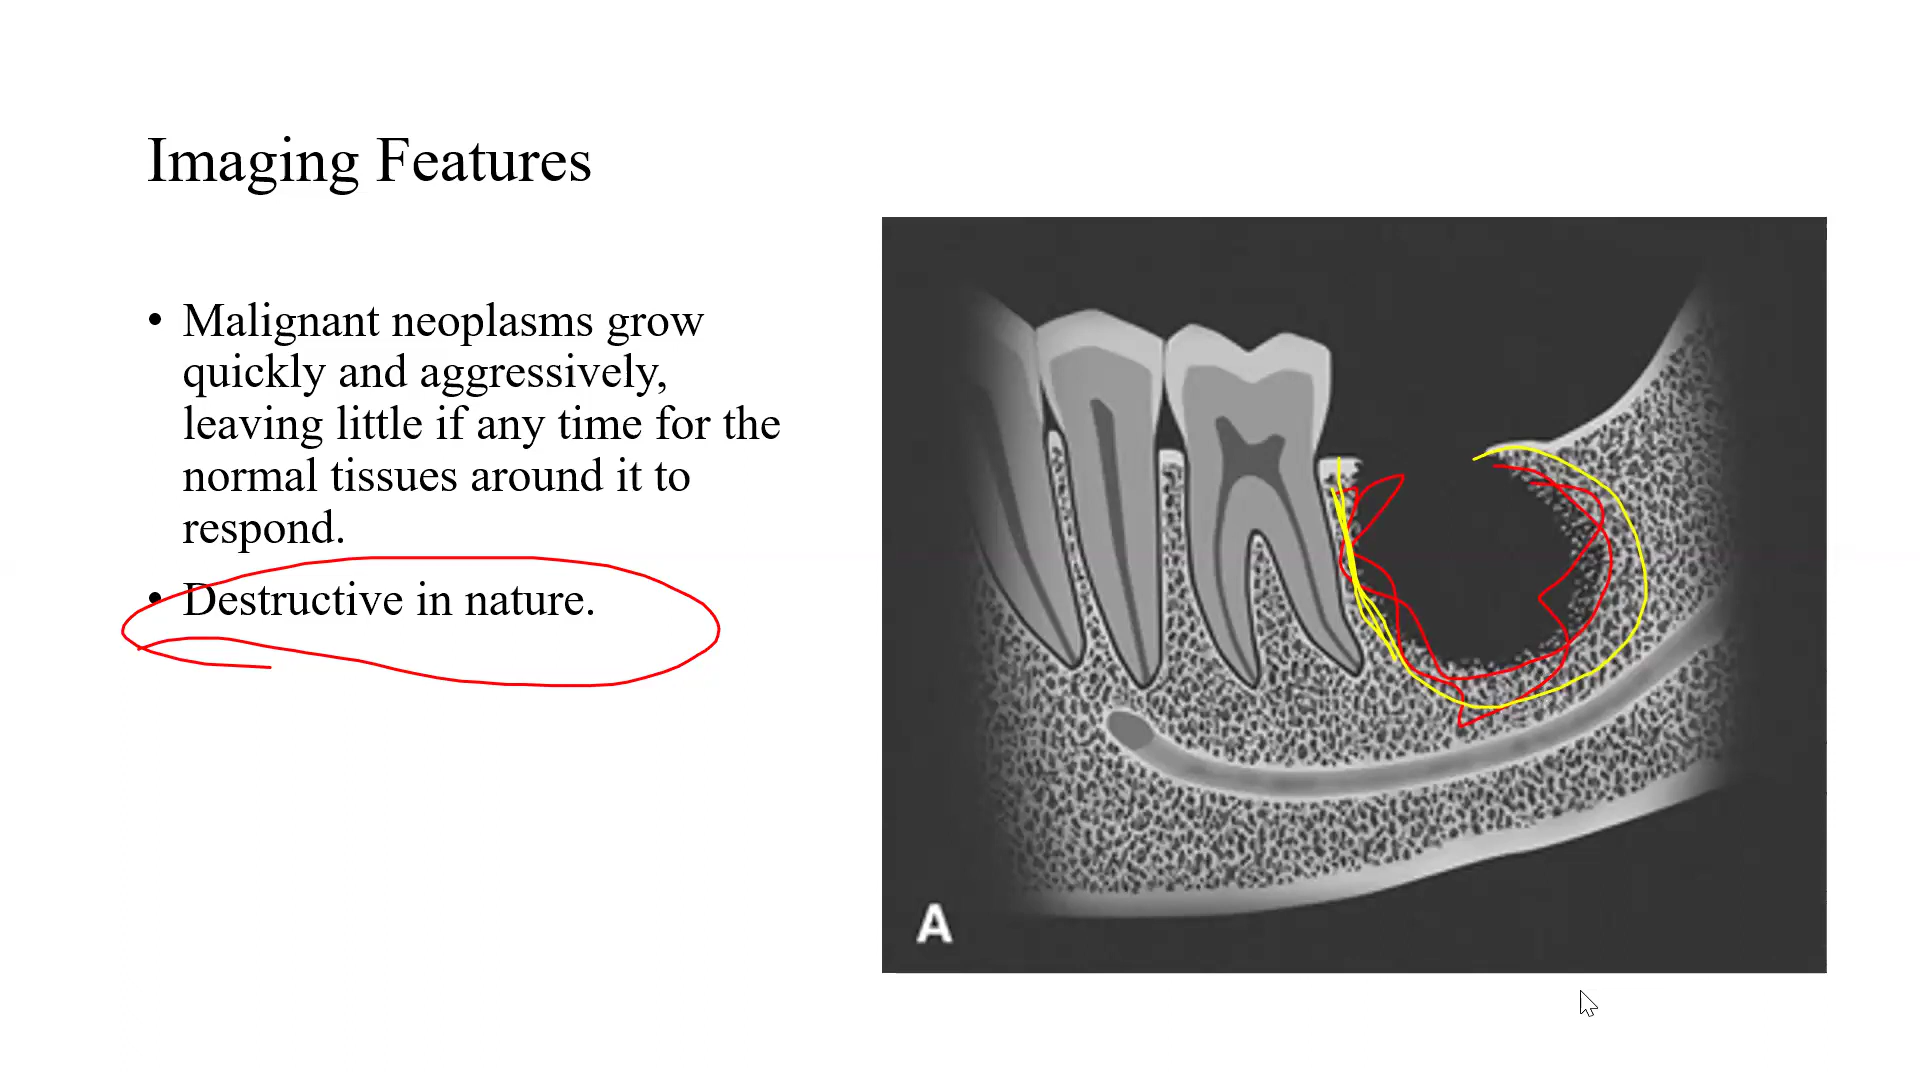 Imaging Features
• Malignant neoplasms grow
quickly and aggressively,
leaving little if any time for the
normal tissues around it to
respond.
• Destructive in nature.
A